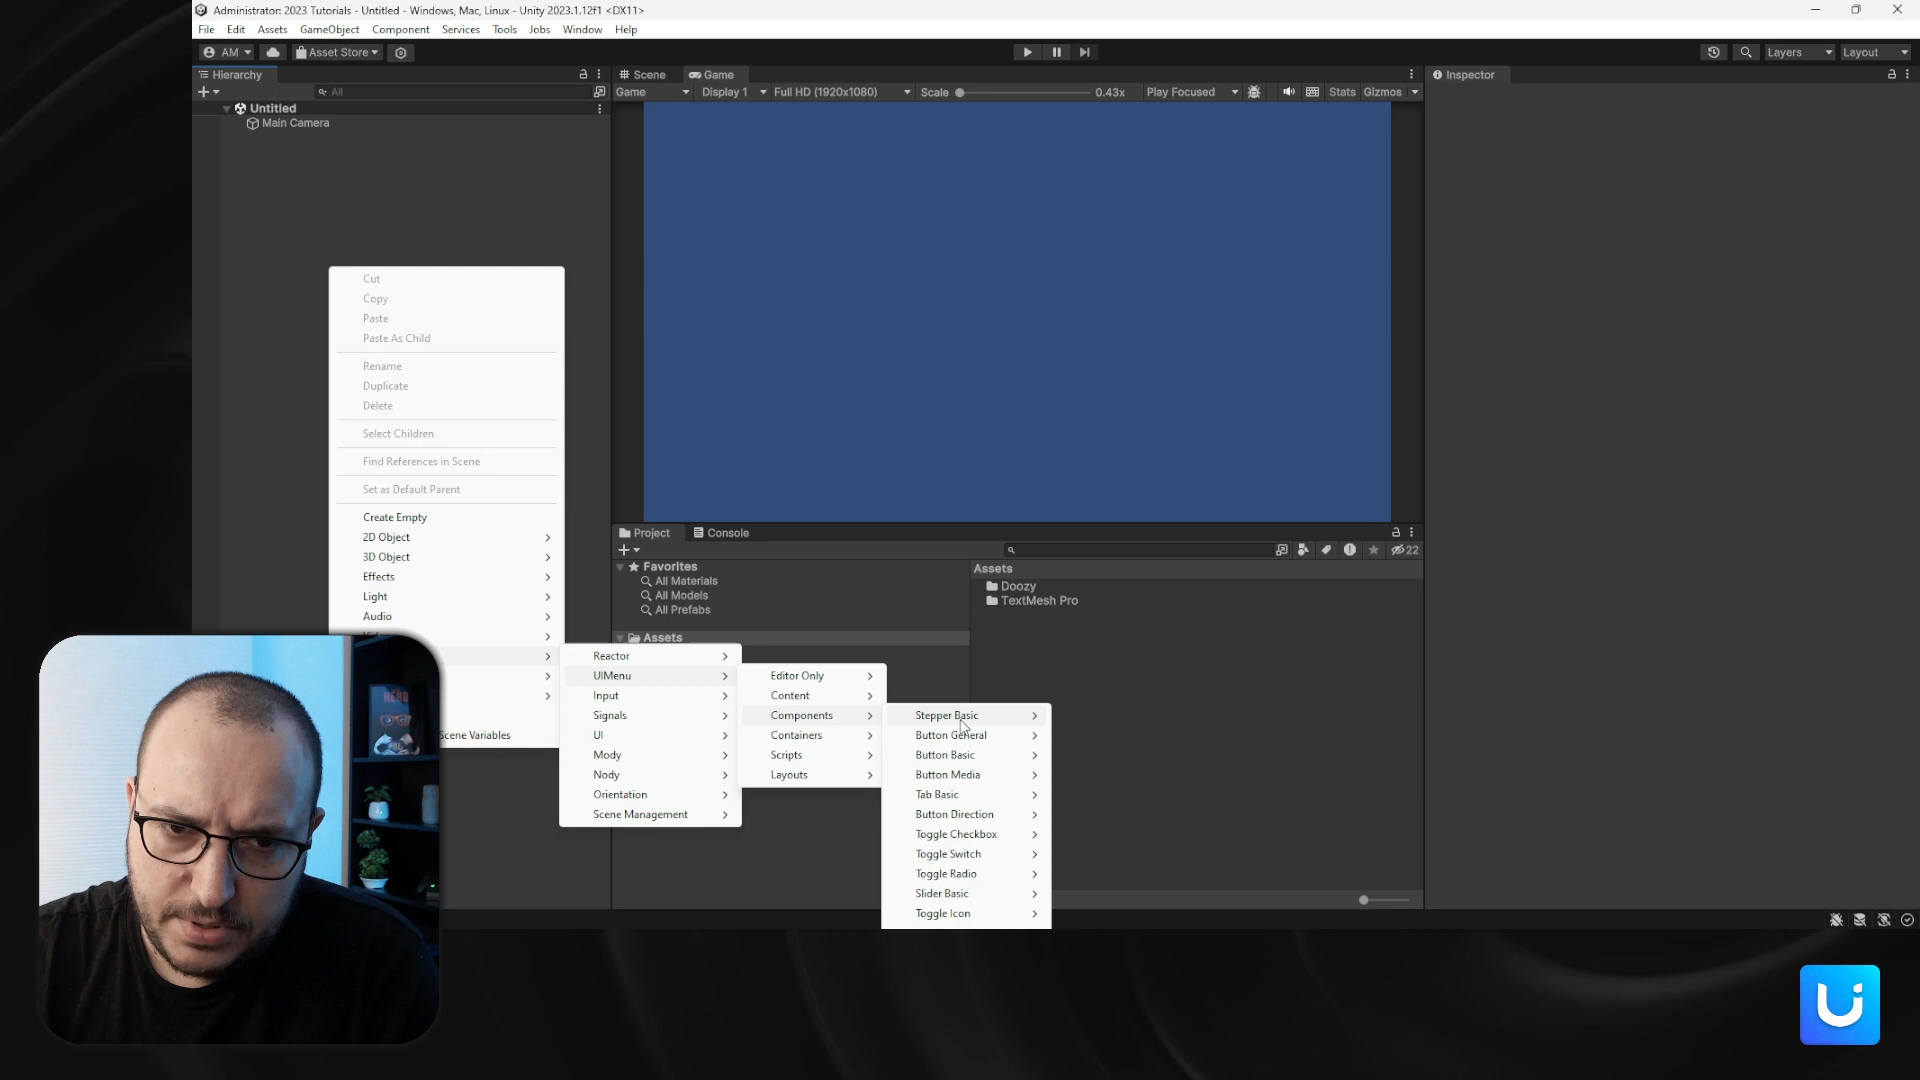 Administrator: 2023 Tutorials - Untitled - Windows, Mac, Linux - Unity 2023.1.12f1 <DX11>
File Edit Assets GameObject Component Services Tools Jobs Window Help
AM Asset Store Layers Layout
Hierarchy
All
Untitled
Main Camera
Scene Game
Game Display 1 Full HD (1920x1080) Scale 0.43x Play Focused Stats Gizmos
Inspector
Cut
Copy
Paste
Paste As Child
Rename
Duplicate
Delete
Select Children
Find References in Scene
Set as Default Parent
Create Empty
2D Object
3D Object
Effects
Light
Audio
Scene Variables
Project Console
22
Favorites
All Materials
All Models
All Prefabs
Assets
Assets
Doozy
TextMesh Pro
Reactor
UIMenu
Input
Signals
UI
Mody
Nody
Orientation
Scene Management
Editor Only
Content
Components
Containers
Scripts
Layouts
Stepper Basic
Button General
Button Basic
Button Media
Tab Basic
Button Direction
Toggle Checkbox
Toggle Switch
Toggle Radio
Slider Basic
Toggle Icon